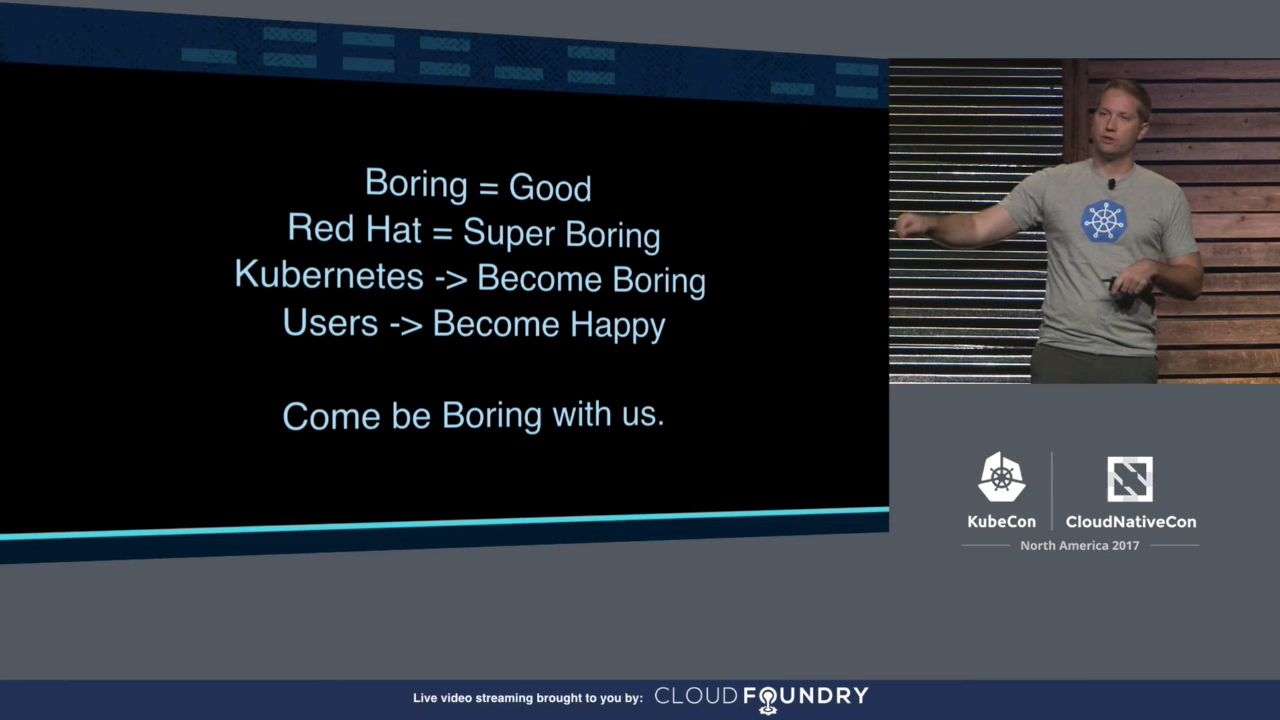 Boring = Good
Red Hat = Super Boring
Kubernetes -> Become Boring
Users -> Become Happy
Come be Boring with us.
KubeCon
CloudNativeCon
North America 2017
Live video streaming brought to you by: CLOUD FOUNDRY